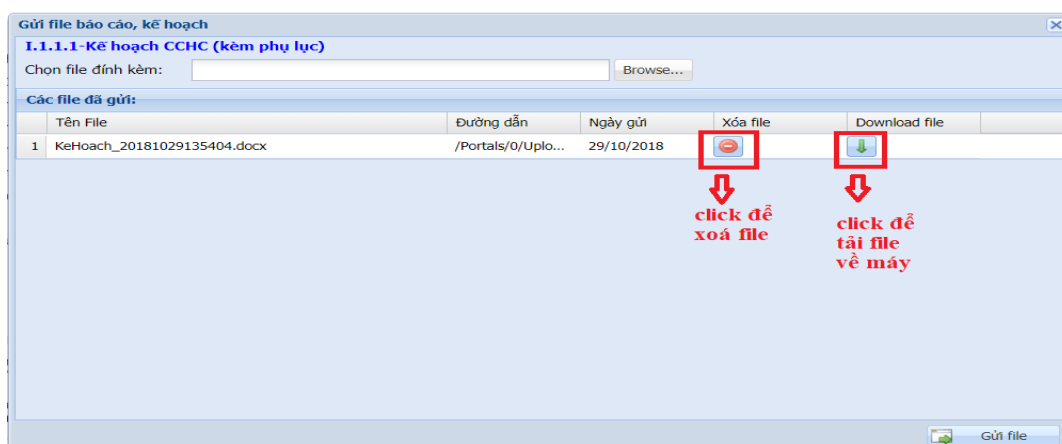 Gửi file báo cáo, kế hoạch
I.1.1.1-Kế hoạch CCHC (kèm phụ lục)
Chọn file đính kèm: Browse...
Các file đã gửi:
Tên File Đường dẫn Ngày gửi Xóa file Download file
1 KeHoach_20181029135404.docx /Portals/0/Uplo... 29/10/2018
click để
xoá file
click để
tải file
về máy
Gửi file